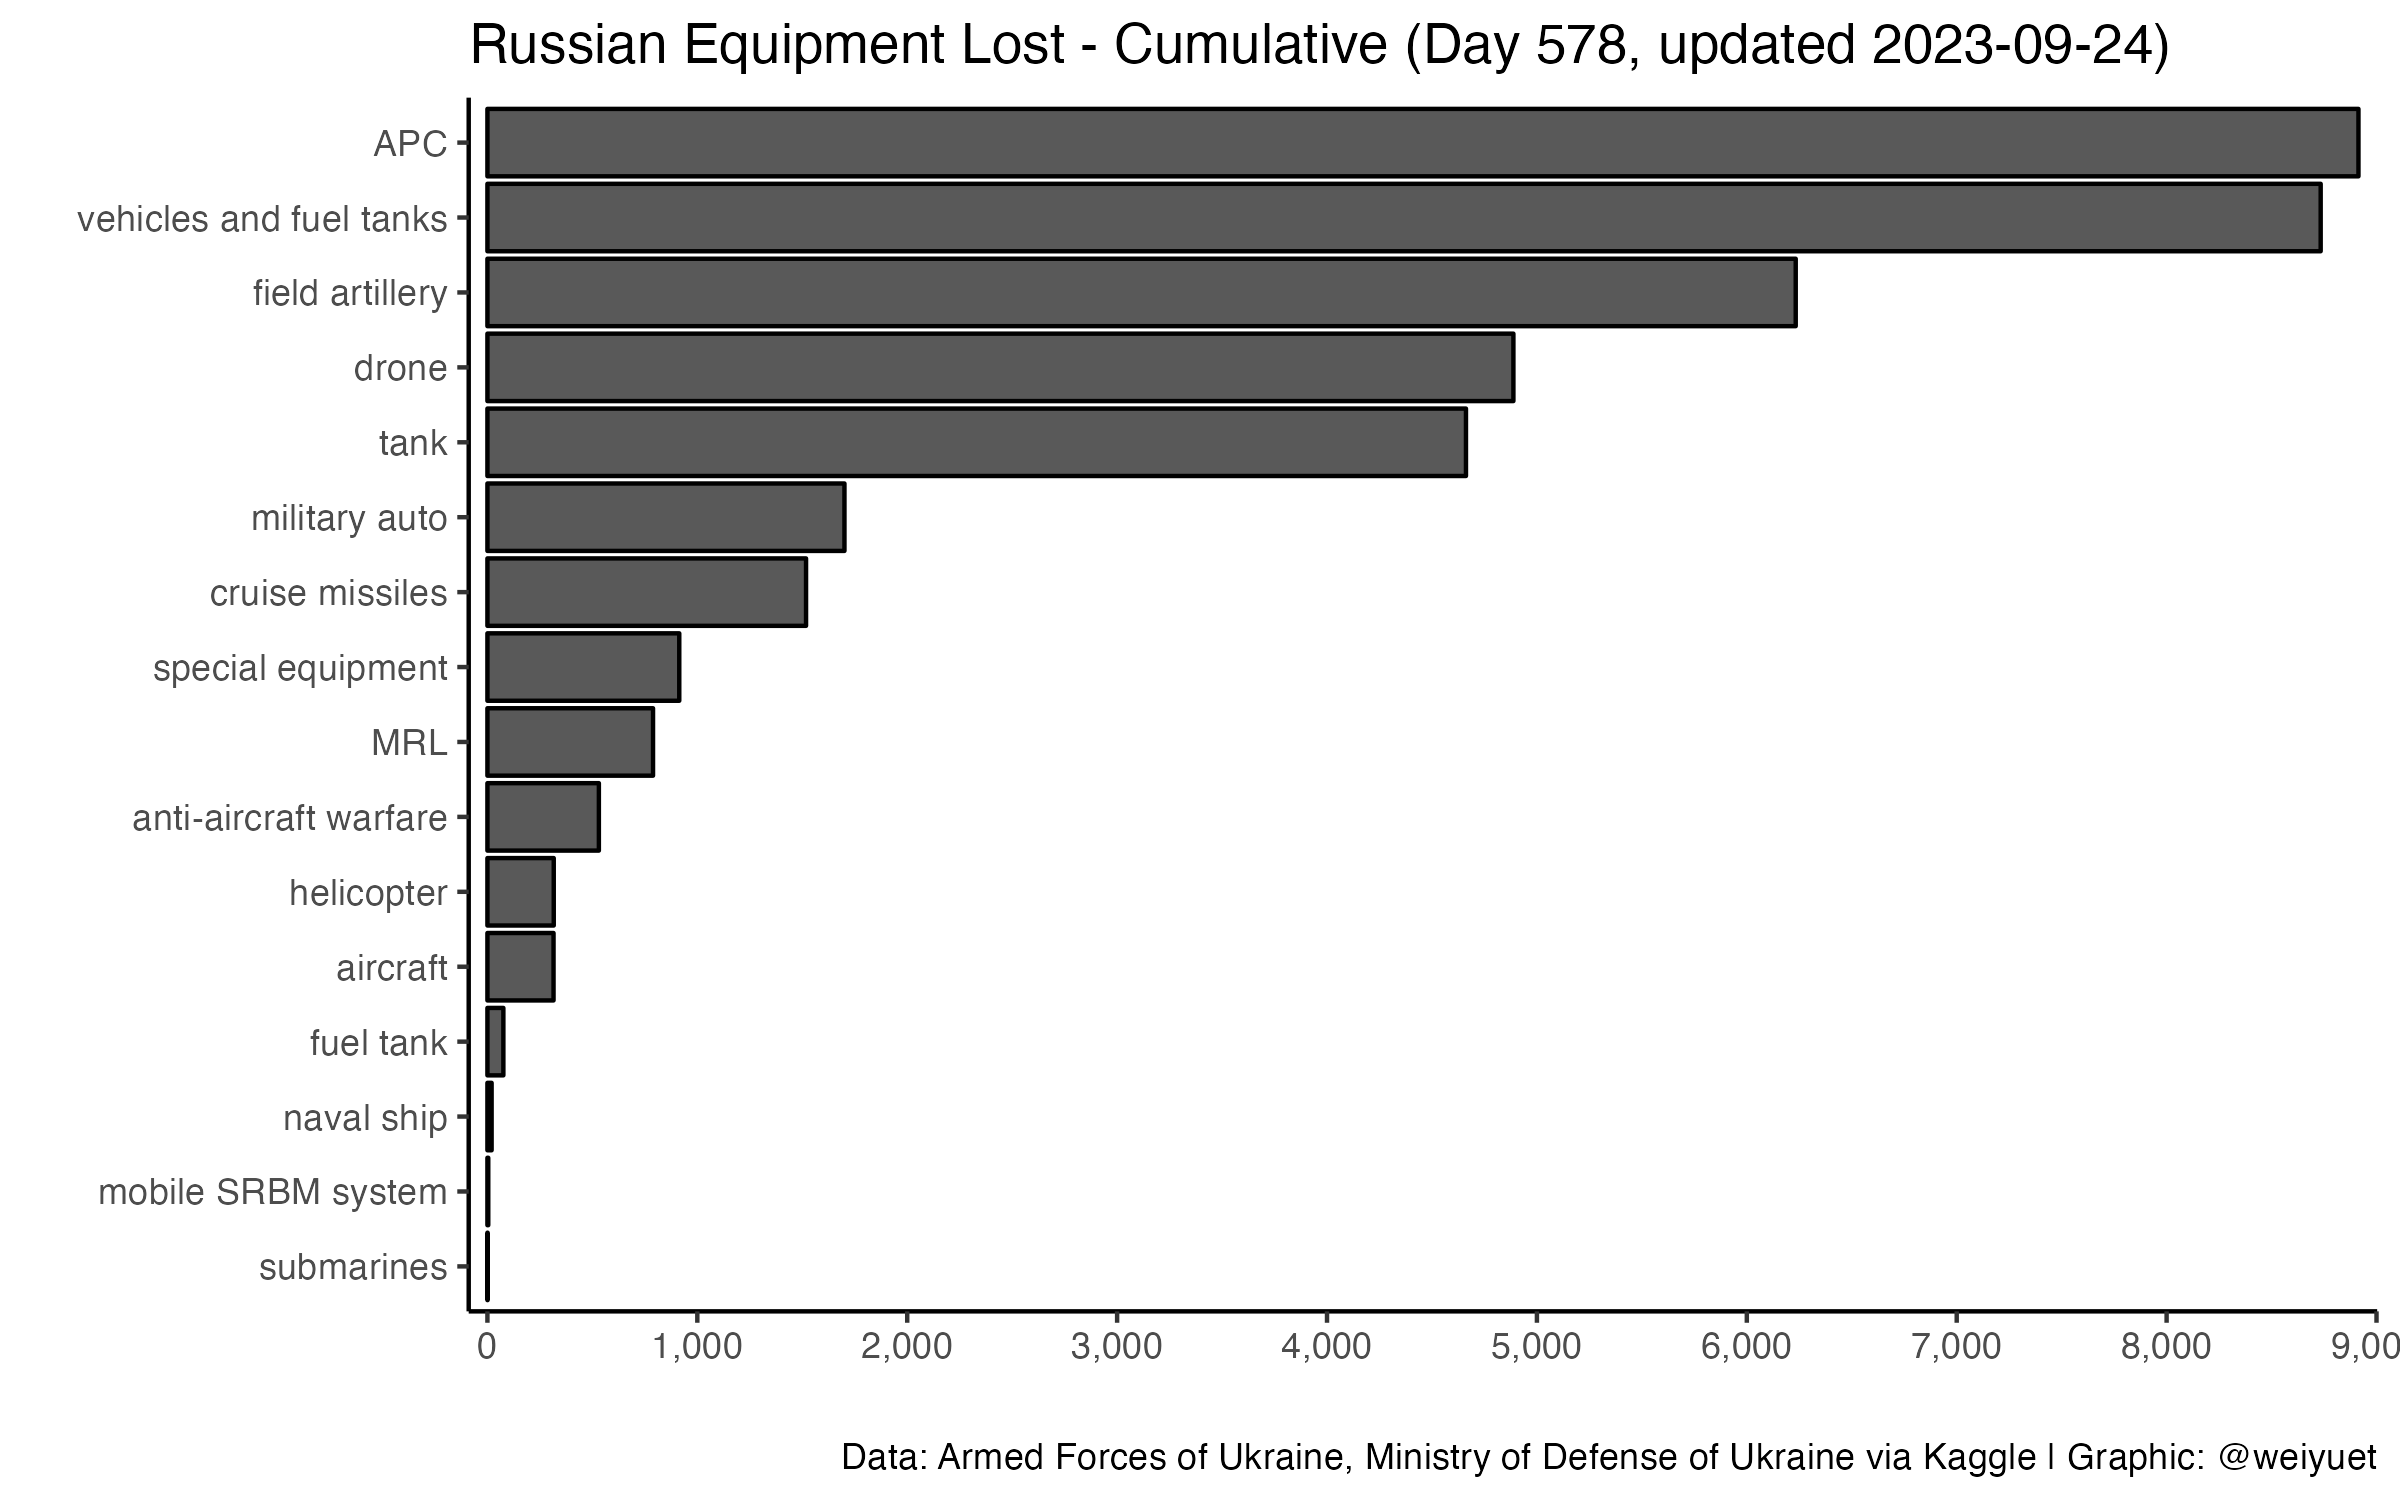 Russian Equipment Lost - Cumulative (Day 578, updated 2023-09-24)
APC
vehicles and fuel tanks
field artillery
drone
tank
military auto
cruise missiles
special equipment
MRL
anti-aircraft warfare
helicopter
aircraft
fuel tank
naval ship
mobile SRBM system
submarines
0 1,000 2,000 3,000 4,000 5,000 6,000 7,000 8,000 9,00
Data: Armed Forces of Ukraine, Ministry of Defense of Ukraine via Kaggle | Graphic: @weiyuet